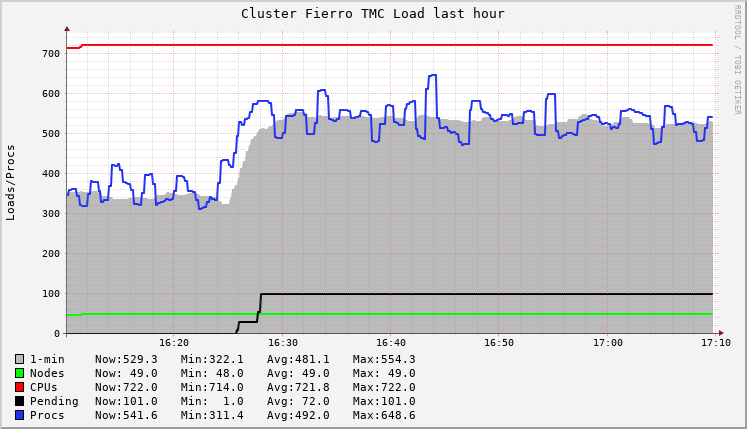 Cluster Fierro TMC Load last hour
RRDTOOL / TOBI OETIKER
Loads/Procs
700
600
500
400
300
200
100
0
16:20 16:30 16:40 16:50 17:00 17:10
1-min Now:529.3 Min:322.1 Avg:481.1 Max:554.3
Nodes Now: 49.0 Min: 48.0 Avg: 49.0 Max: 49.0
CPUs Now:722.0 Min:714.0 Avg:721.8 Max:722.0
Pending Now:101.0 Min: 1.0 Avg: 72.0 Max:101.0
Procs Now:541.6 Min:311.4 Avg:492.0 Max:648.6